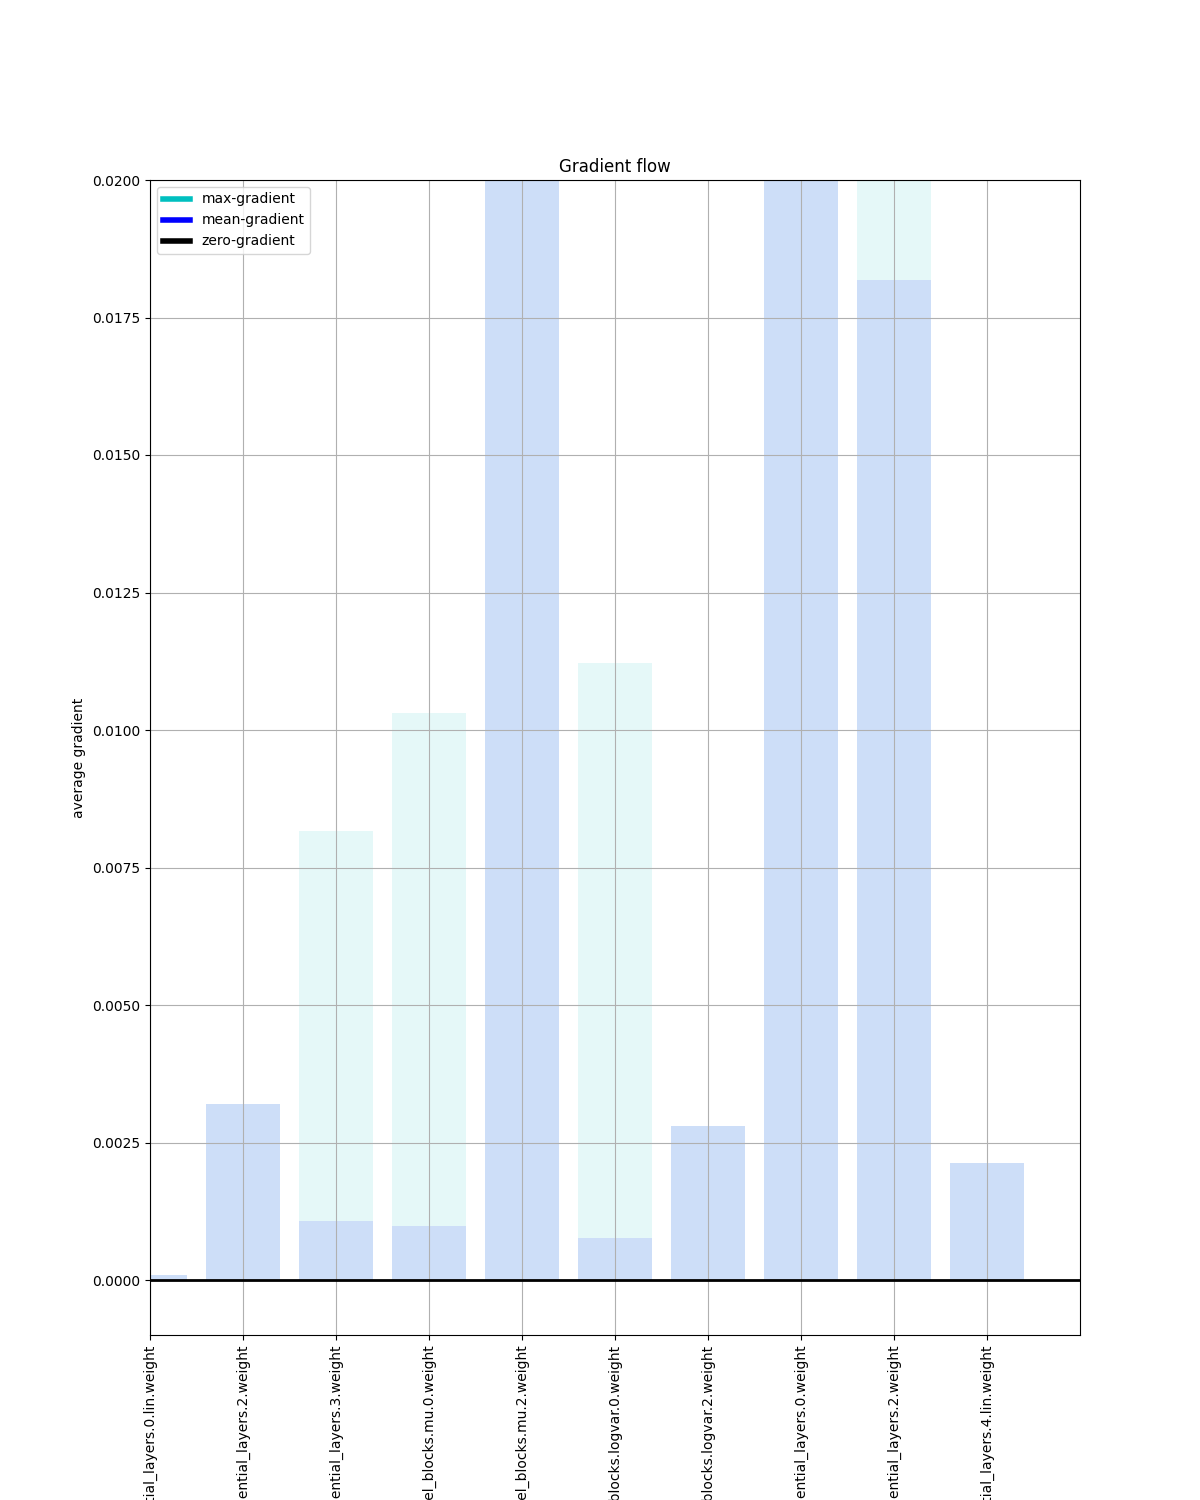 Gradient flow
max-gradient
mean-gradient
zero-gradient
0.0200
0.0175
0.0150
0.0125
0.0100
0.0075
0.0050
0.0025
0.0000
average gradient
tial_layers.0.lin.weight
ential_layers.2.weight
ential_layers.3.weight
el_blocks.mu.0.weight
el_blocks.mu.2.weight
blocks.logvar.0.weight
blocks.logvar.2.weight
ential_layers.0.weight
ential_layers.2.weight
tial_layers.4.lin.weight